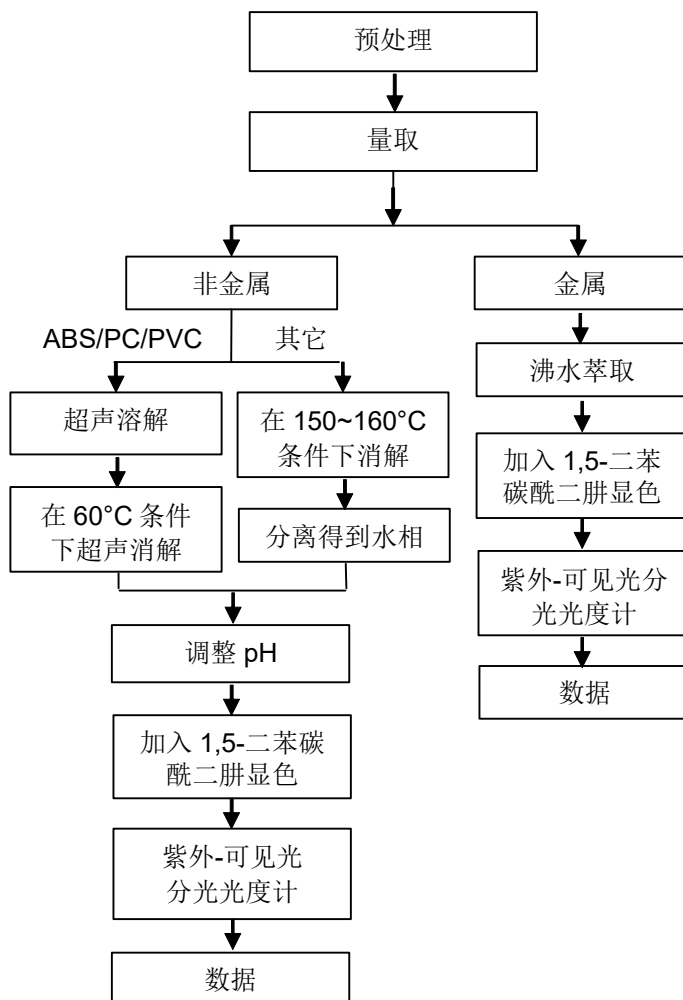 预处理
量取
非金属
金属
ABS/PC/PVC
其它
沸水萃取
超声溶解
在 150~160°C
条件下消解
加入 1,5-二苯
碳酰二肼显色
在 60°C 条件
下超声消解
分离得到水相
紫外-可见光分
光光度计
调整 pH
数据
加入 1,5-二苯碳
酰二肼显色
紫外-可见光
分光光度计
数据